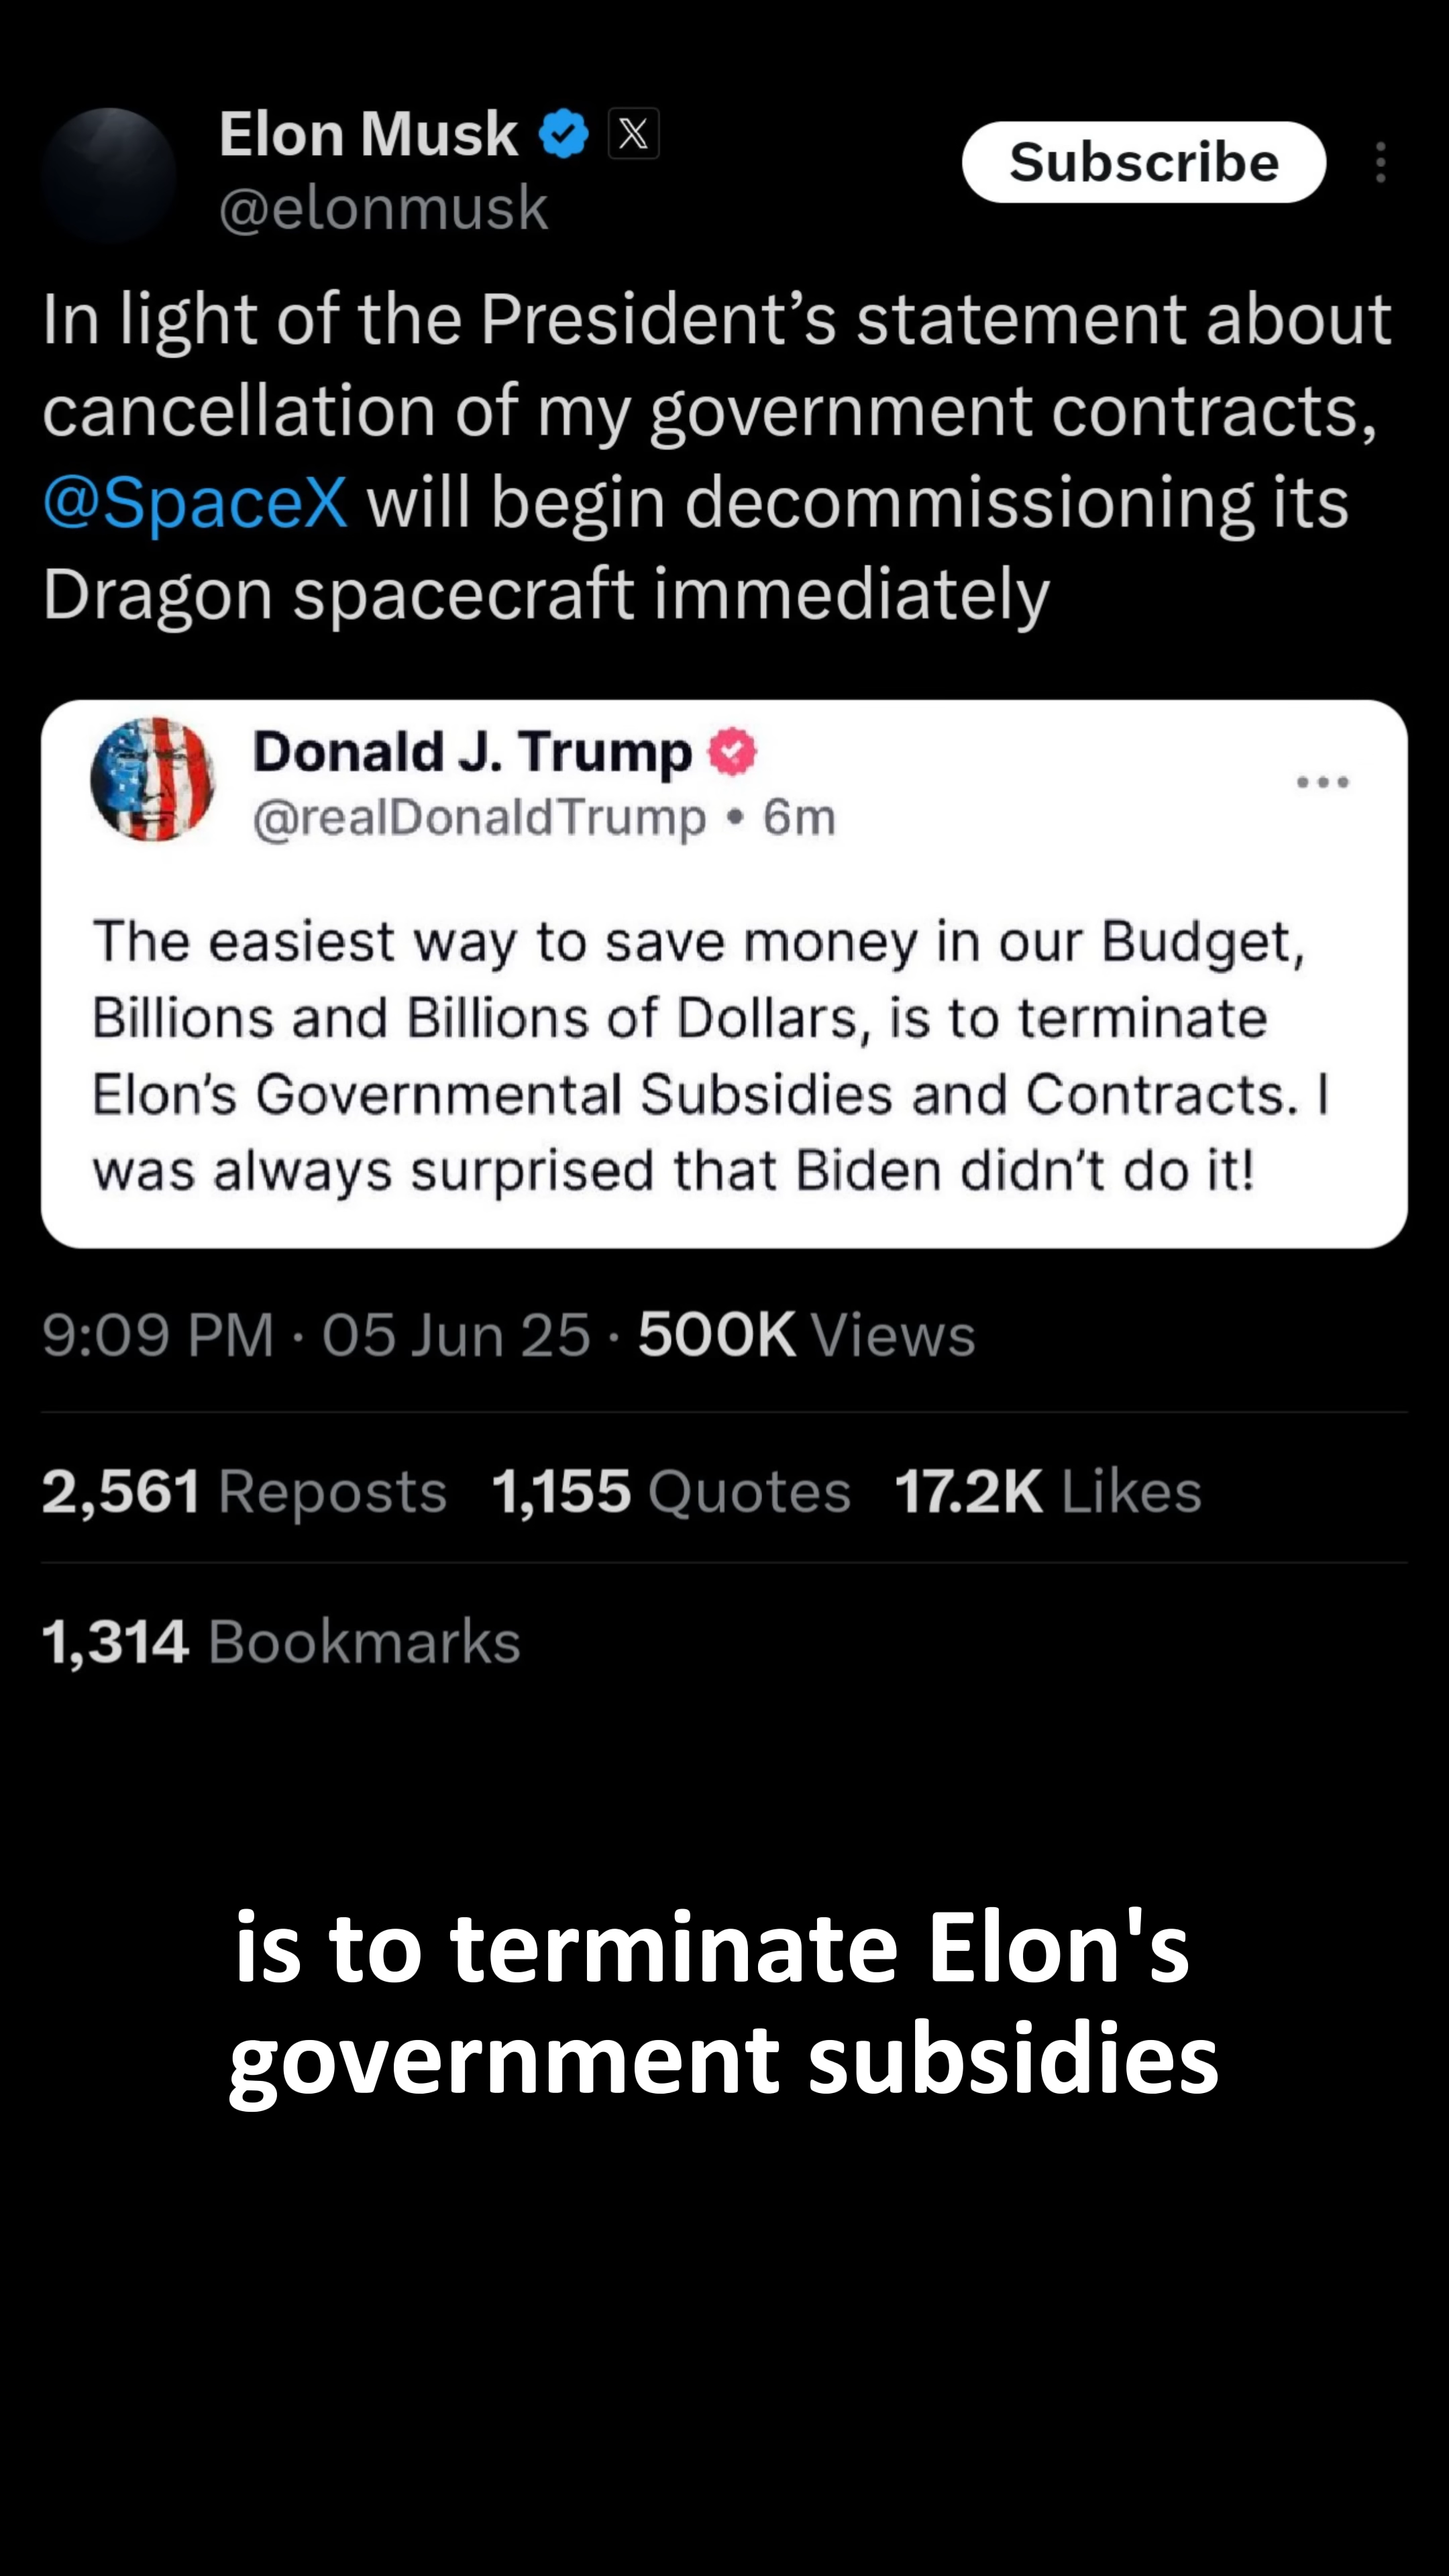 Elon Musk
@elonmusk
Subscribe
In light of the President’s statement about
cancellation of my government contracts,
@SpaceX will begin decommissioning its
Dragon spacecraft immediately
Donald J. Trump
@realDonaldTrump • 6m
The easiest way to save money in our Budget,
Billions and Billions of Dollars, is to terminate
Elon’s Governmental Subsidies and Contracts. I
was always surprised that Biden didn’t do it!
9:09 PM · 05 Jun 25 · 500K Views
2,561 Reposts 1,155 Quotes 17.2K Likes
1,314 Bookmarks
is to terminate Elon's
government subsidies